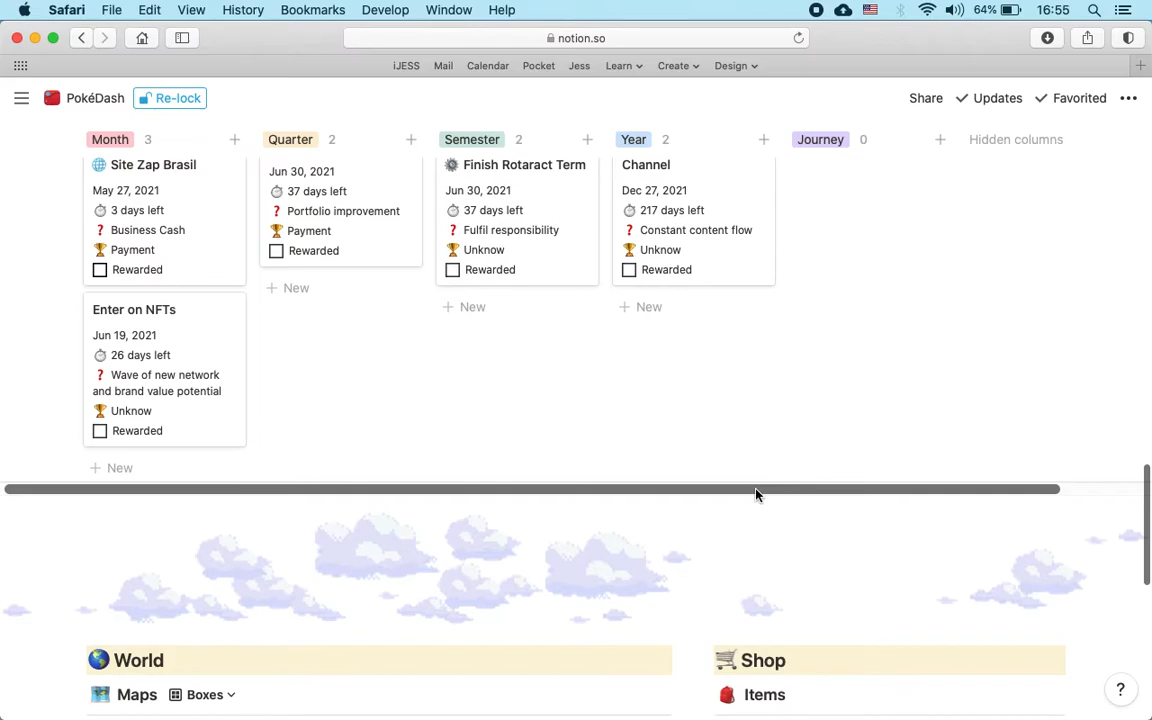 Safari File Edit View History Bookmarks Develop Window Help 64% 16:55
notion.so
iJESS Mail Calendar Pocket Jess Learn Create Design
PokéDash Re-lock Share Updates Favorited
Month 3 Quarter 2 Semester 2 Year 2 Journey 0 Hidden columns
Site Zap Brasil
May 27, 2021
3 days left
Business Cash
Payment
Rewarded
Enter on NFTs
Jun 19, 2021
26 days left
Wave of new network
and brand value potential
Unknow
Rewarded
New
Jun 30, 2021
37 days left
Portfolio improvement
Payment
Rewarded
New
Finish Rotaract Term
Jun 30, 2021
37 days left
Fulfil responsibility
Unknow
Rewarded
New
Channel
Dec 27, 2021
217 days left
Constant content flow
Unknow
Rewarded
New
World
Maps Boxes
Shop
Items
?